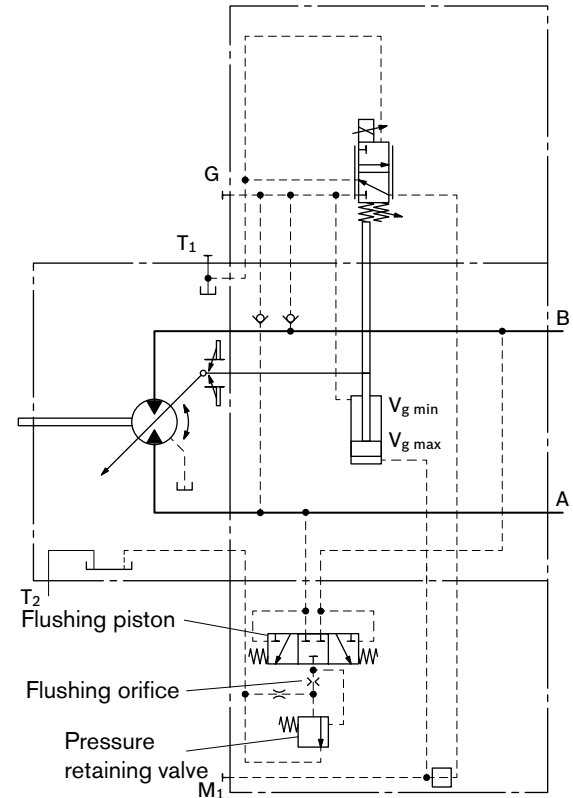 G
T1
B
Vg min
Vg max
A
T2
Flushing piston
Flushing orifice
Pressure
retaining valve
M1